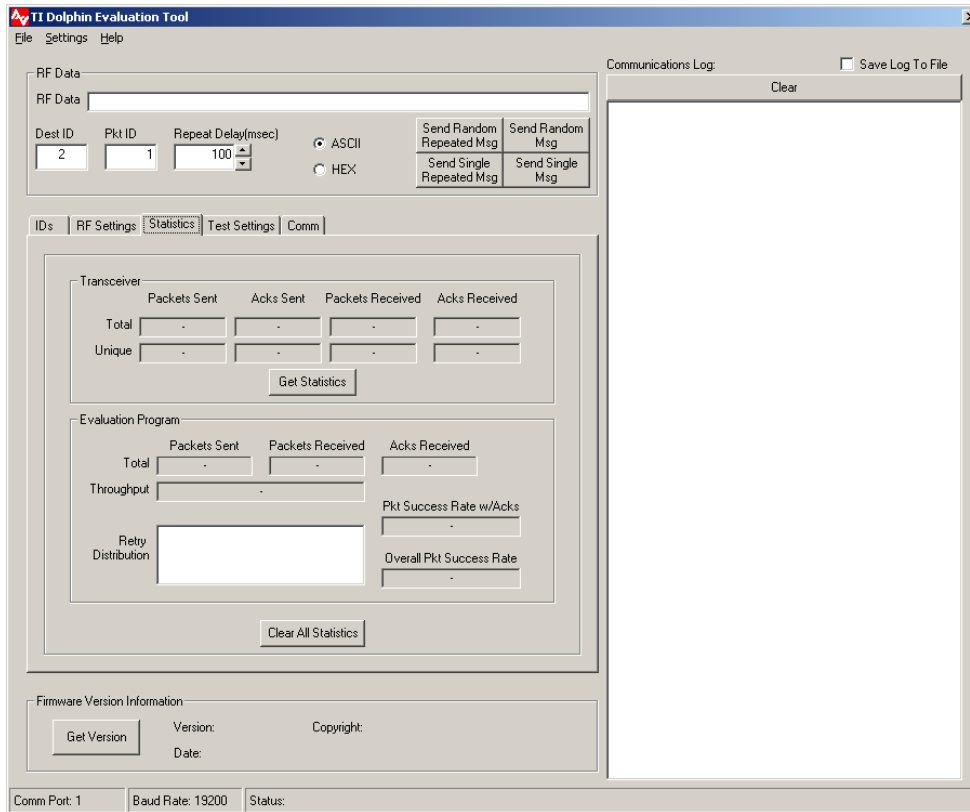 TI Dolphin Evaluation Tool
File Settings Help
RF Data
RF Data
Dest ID Pkt ID Repeat Delay(msec)
2 1 100
ASCII
HEX
Send Random Repeated Msg
Send Random Msg
Send Single Repeated Msg
Send Single Msg
Communications Log:
Save Log To File
Clear
IDs RF Settings Statistics Test Settings Comm
Transceiver
Packets Sent Acks Sent Packets Received Acks Received
Total - - - -
Unique - - - -
Get Statistics
Evaluation Program
Packets Sent Packets Received Acks Received
Total - - -
Throughput -
Pkt Success Rate w/Acks
-
Retry
Distribution
Overall Pkt Success Rate
-
Clear All Statistics
Firmware Version Information
Get Version
Version: Copyright:
Date:
Comm Port: 1 Baud Rate: 19200 Status: